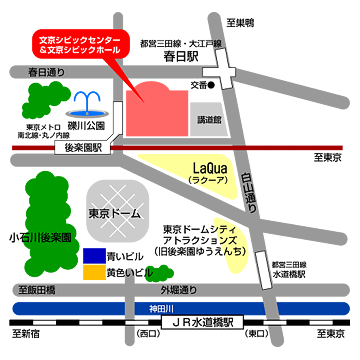 至巣鴨
文京シビックセンター
＆文京シビックホール
都営三田線・大江戸線
春日駅
春日通り
交番
講道館
礫川公園
東京メトロ
南北線・丸ノ内線
後楽園駅
至東京
LaQua
(ラクーア)
白山通り
東京ドーム
小石川後楽園
東京ドームシティ
アトラクションズ
(旧後楽園ゆうえんち)
青いビル
黄色いビル
都営三田線
水道橋駅
至飯田橋
外堀通り
神田川
ＪＲ水道橋駅
至新宿
(西口)
(東口)
至東京